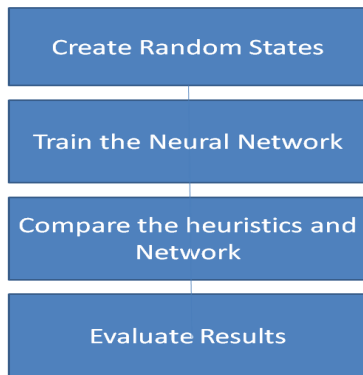 Create Random States
Train the Neural Network
Compare the heuristics and
Network
Evaluate Results